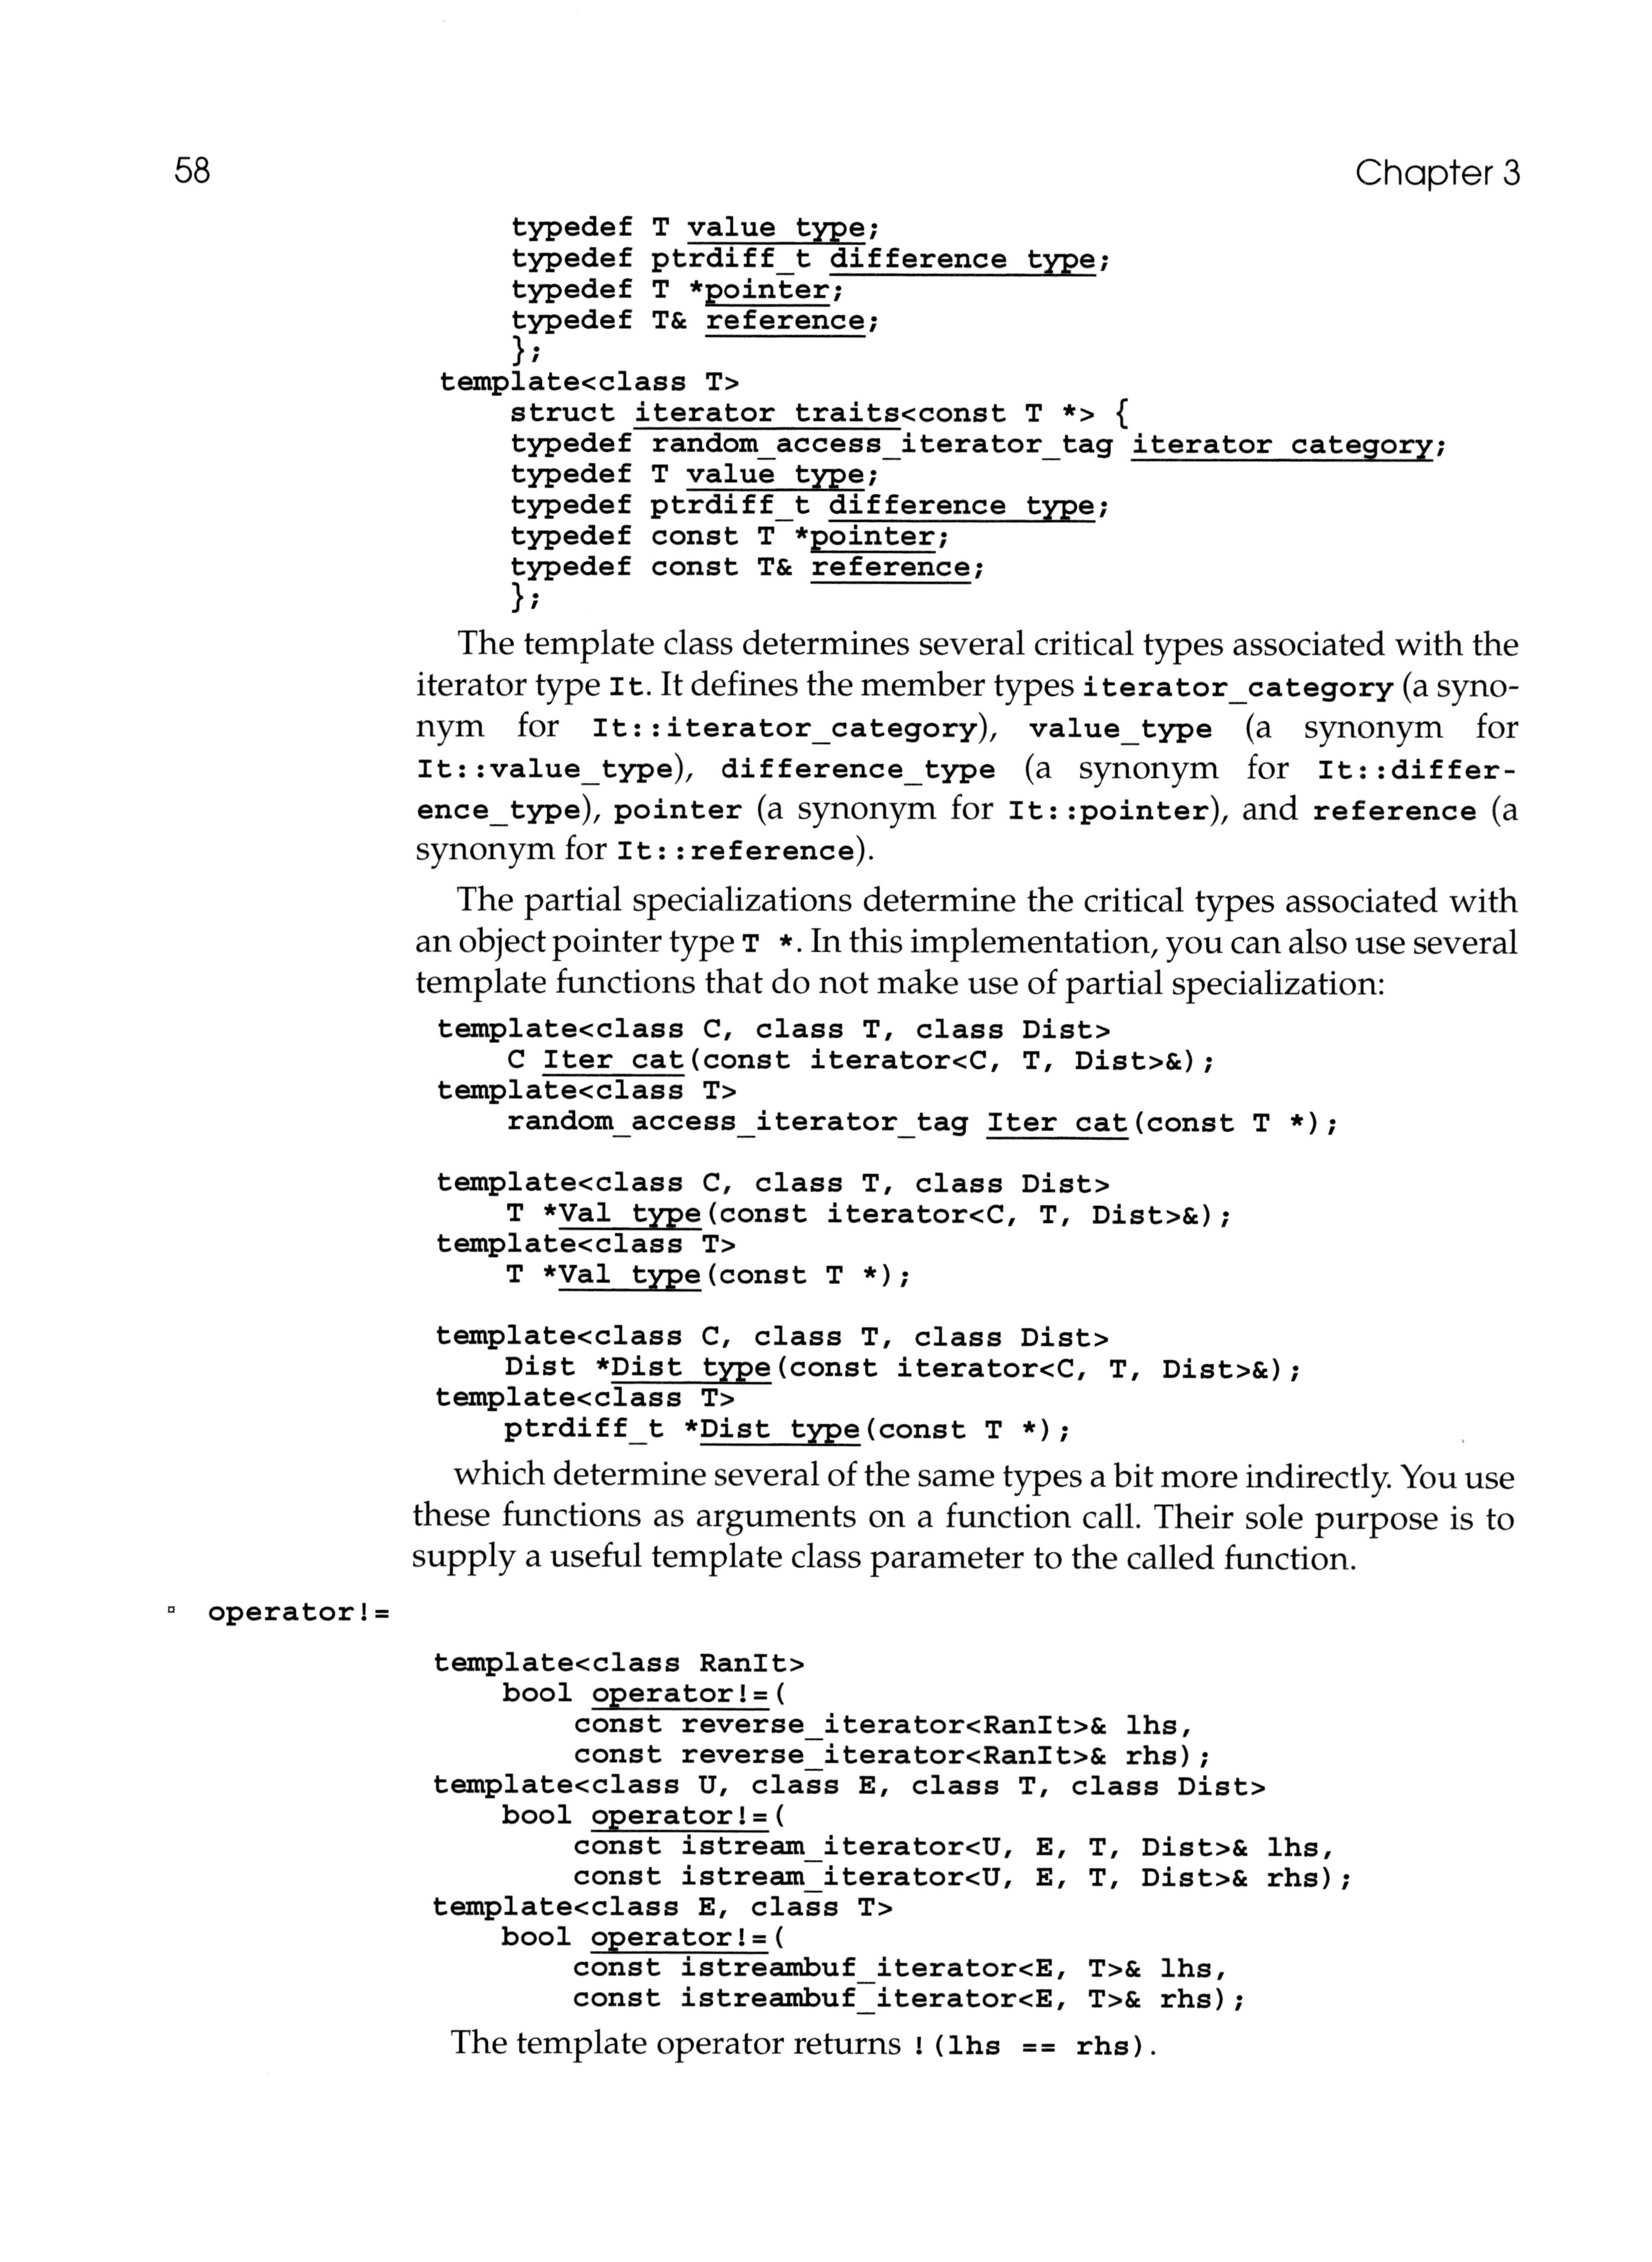 58 Chapter 3
typedef T value_type;
typedef ptrdiff_t difference_type;
typedef T *pointer;
typedef T& reference;
};
template<class T>
struct iterator_traits<const T *> {
typedef random_access_iterator_tag iterator_category;
typedef T value_type;
typedef ptrdiff_t difference_type;
typedef const T *pointer;
typedef const T& reference;
};
The template class determines several critical types associated with the
iterator type It. It defines the member types iterator_category (a syno-
nym for It::iterator_category), value_type (a synonym for
It::value_type), difference_type (a synonym for It::differ-
ence_type), pointer (a synonym for It::pointer), and reference (a
synonym for It::reference).
The partial specializations determine the critical types associated with
an object pointer type T *. In this implementation, you can also use several
template functions that do not make use of partial specialization:
template<class C, class T, class Dist>
C Iter_cat(const iterator<C, T, Dist>&);
template<class T>
random_access_iterator_tag Iter_cat(const T *);
template<class C, class T, class Dist>
T *Val_type(const iterator<C, T, Dist>&);
template<class T>
T *Val_type(const T *);
template<class C, class T, class Dist>
Dist *Dist_type(const iterator<C, T, Dist>&);
template<class T>
ptrdiff_t *Dist_type(const T *);
which determine several of the same types a bit more indirectly. You use
these functions as arguments on a function call. Their sole purpose is to
supply a useful template class parameter to the called function.
▫ operator!=
template<class RanIt>
bool operator!=(
const reverse_iterator<RanIt>& lhs,
const reverse_iterator<RanIt>& rhs);
template<class U, class E, class T, class Dist>
bool operator!=(
const istream_iterator<U, E, T, Dist>& lhs,
const istream_iterator<U, E, T, Dist>& rhs);
template<class E, class T>
bool operator!=(
const istreambuf_iterator<E, T>& lhs,
const istreambuf_iterator<E, T>& rhs);
The template operator returns !(lhs == rhs).